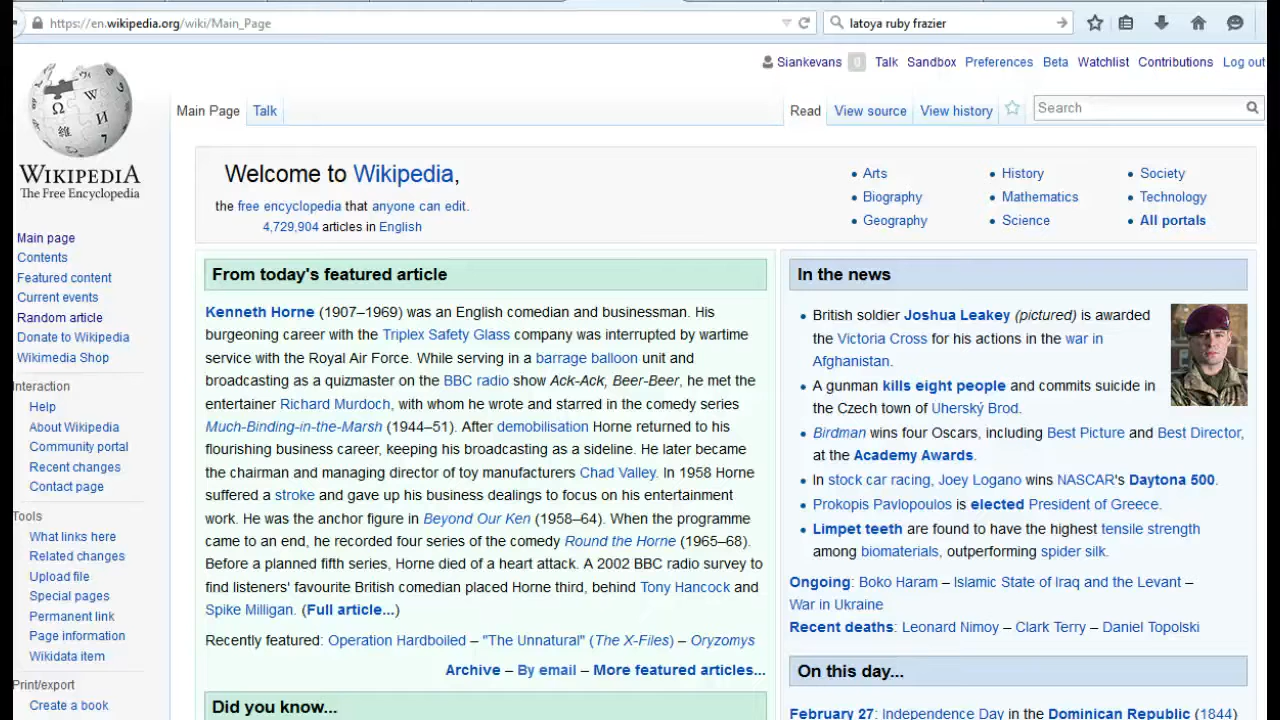 https://en.wikipedia.org/wiki/Main_Page
latoya ruby frazier
Siankevans 0 Talk Sandbox Preferences Beta Watchlist Contributions Log out
Main Page Talk
Read View source View history Search
WIKIPEDIA
The Free Encyclopedia
Main page
Contents
Featured content
Current events
Random article
Donate to Wikipedia
Wikimedia Shop
Interaction
Help
About Wikipedia
Community portal
Recent changes
Contact page
Tools
What links here
Related changes
Upload file
Special pages
Permanent link
Page information
Wikidata item
Print/export
Create a book
Welcome to Wikipedia,
the free encyclopedia that anyone can edit.
4,729,904 articles in English
• Arts
• Biography
• Geography
• History
• Mathematics
• Science
• Society
• Technology
• All portals
From today's featured article
Kenneth Horne (1907–1969) was an English comedian and businessman. His
burgeoning career with the Triplex Safety Glass company was interrupted by wartime
service with the Royal Air Force. While serving in a barrage balloon unit and
broadcasting as a quizmaster on the BBC radio show Ack-Ack, Beer-Beer, he met the
entertainer Richard Murdoch, with whom he wrote and starred in the comedy series
Much-Binding-in-the-Marsh (1944–51). After demobilisation Horne returned to his
flourishing business career, keeping his broadcasting as a sideline. He later became
the chairman and managing director of toy manufacturers Chad Valley. In 1958 Horne
suffered a stroke and gave up his business dealings to focus on his entertainment
work. He was the anchor figure in Beyond Our Ken (1958–64). When the programme
came to an end, he recorded four series of the comedy Round the Horne (1965–68).
Before a planned fifth series, Horne died of a heart attack. A 2002 BBC radio survey to
find listeners' favourite British comedian placed Horne third, behind Tony Hancock and
Spike Milligan. (Full article...)
Recently featured: Operation Hardboiled – "The Unnatural" (The X-Files) – Oryzomys
Archive – By email – More featured articles...
Did you know...
In the news
• British soldier Joshua Leakey (pictured) is awarded
the Victoria Cross for his actions in the war in
Afghanistan.
• A gunman kills eight people and commits suicide in
the Czech town of Uherský Brod.
• Birdman wins four Oscars, including Best Picture and Best Director,
at the Academy Awards.
• In stock car racing, Joey Logano wins NASCAR's Daytona 500.
• Prokopis Pavlopoulos is elected President of Greece.
• Limpet teeth are found to have the highest tensile strength
among biomaterials, outperforming spider silk.
Ongoing: Boko Haram – Islamic State of Iraq and the Levant –
War in Ukraine
Recent deaths: Leonard Nimoy – Clark Terry – Daniel Topolski
On this day...
February 27: Independence Day in the Dominican Republic (1844)